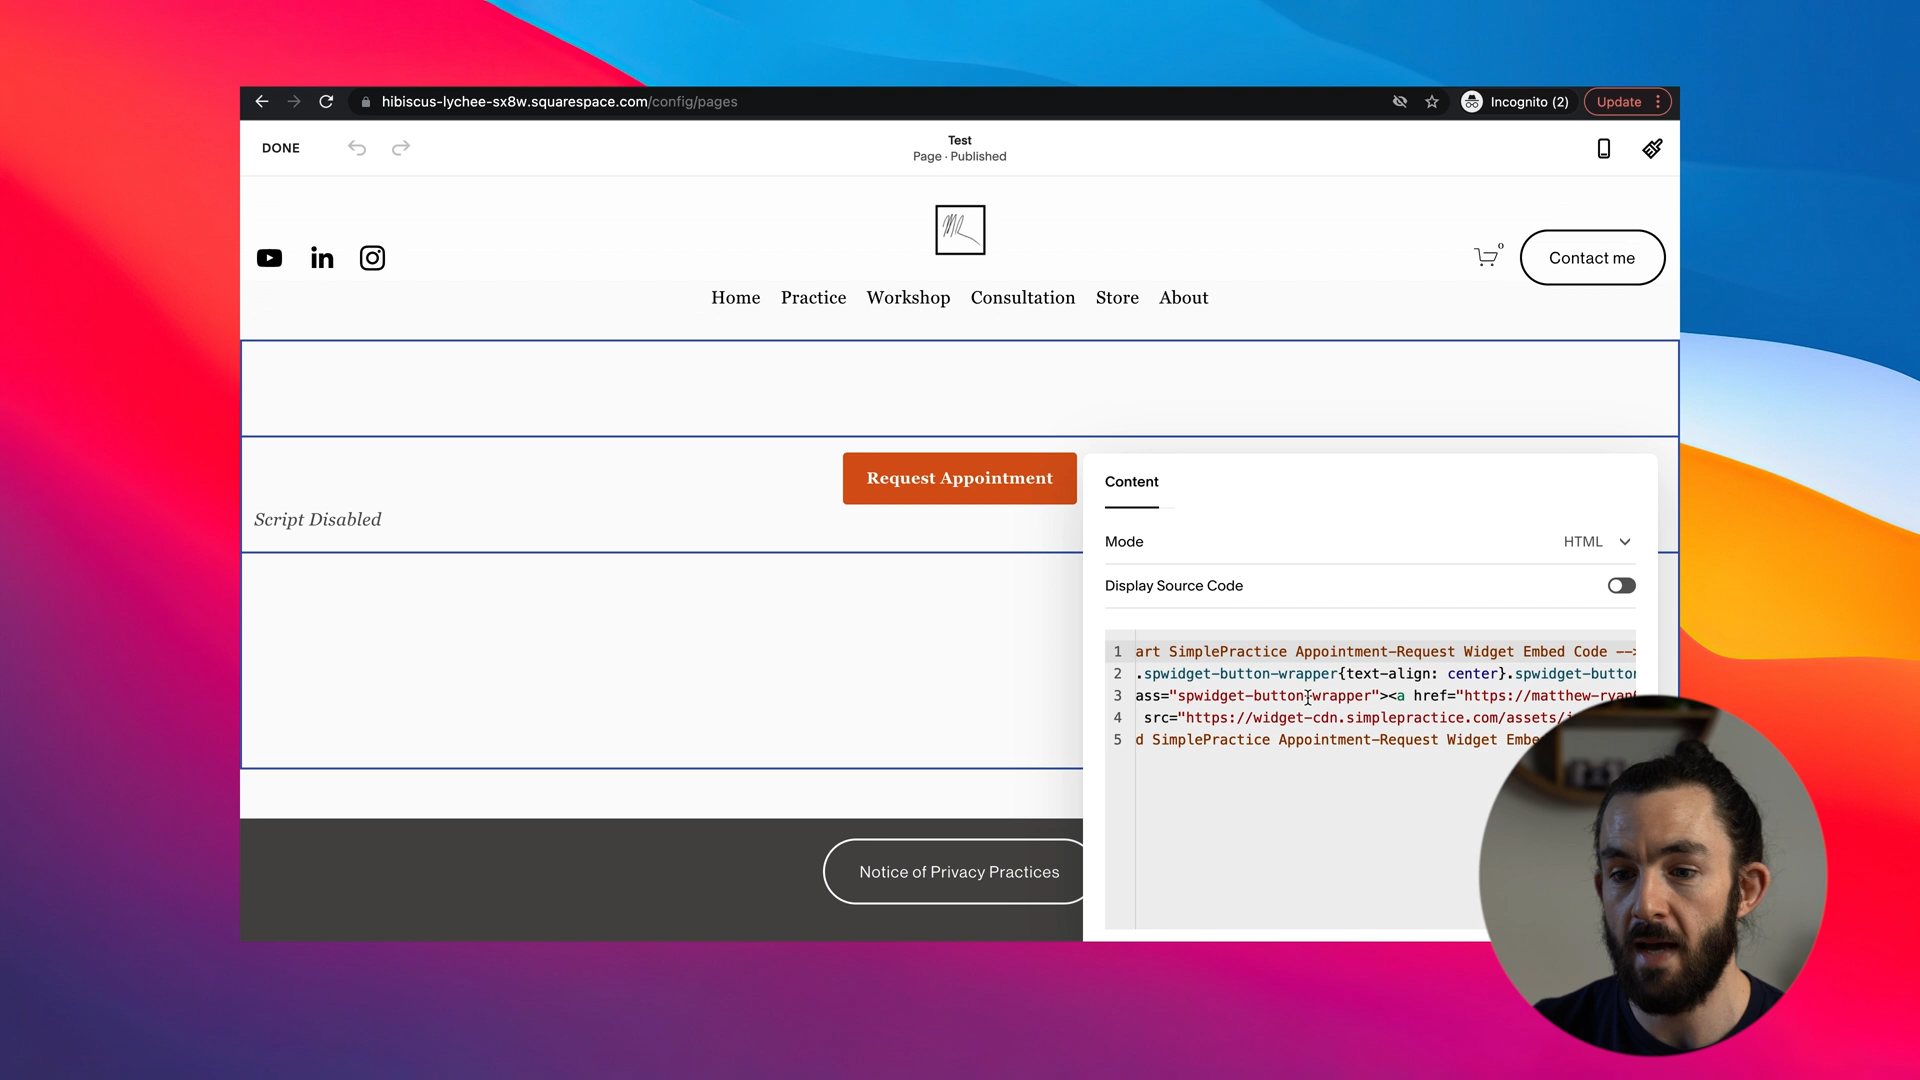 hibiscus-lychee-sx8w.squarespace.com/config/pages
Incognito (2)
Update
DONE
Test
Page · Published
Contact me
0
Home Practice Workshop Consultation Store About
Request Appointment
Script Disabled
Content
Mode
HTML
Display Source Code
1 art SimplePractice Appointment-Request Widget Embed Code -->
2 .spwidget-button-wrapper{text-align: center}.spwidget-button
3 ass="spwidget-button-wrapper"><a href="https://matthew-ryan
4 src="https://widget-cdn.simplepractice.com/assets/
5 d SimplePractice Appointment-Request Widget Embe
Notice of Privacy Practices